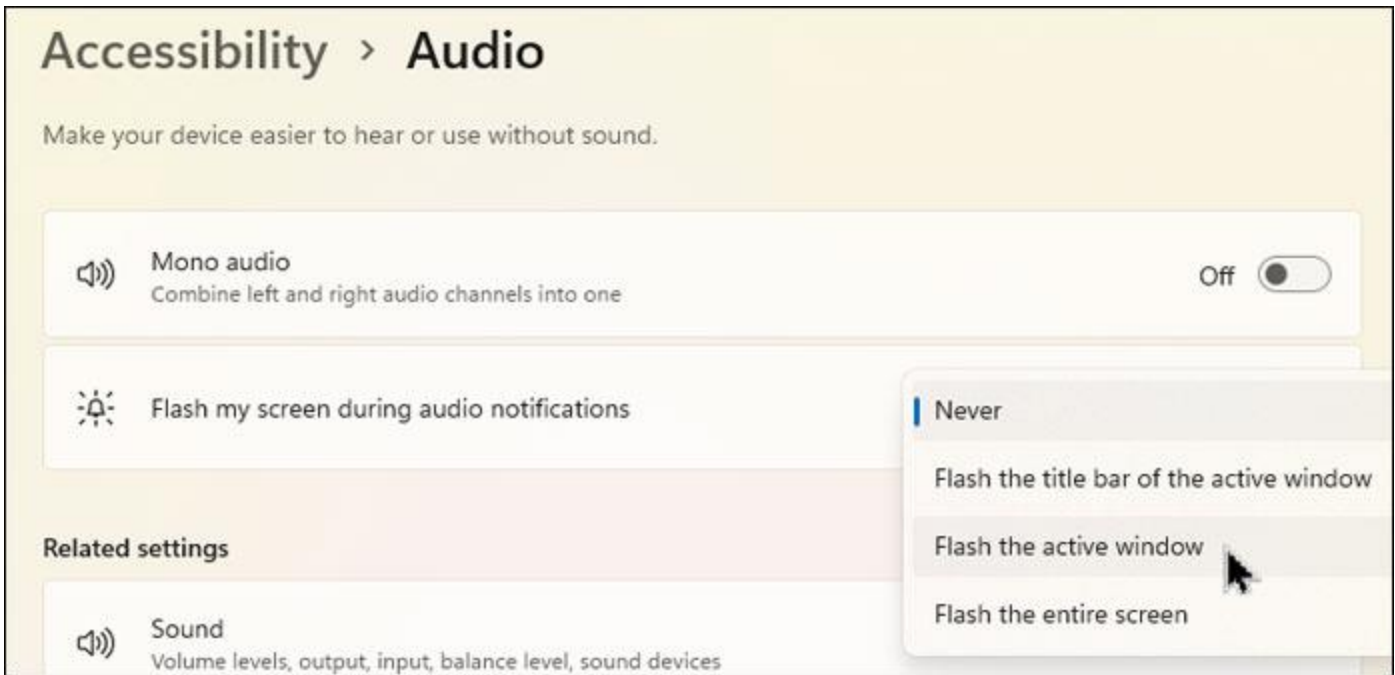 Accessibility > Audio
Make your device easier to hear or use without sound.
Mono audio
Combine left and right audio channels into one
Off
Flash my screen during audio notifications
Never
Flash the title bar of the active window
Flash the active window
Flash the entire screen
Related settings
Sound
Volume levels, output, input, balance level, sound devices